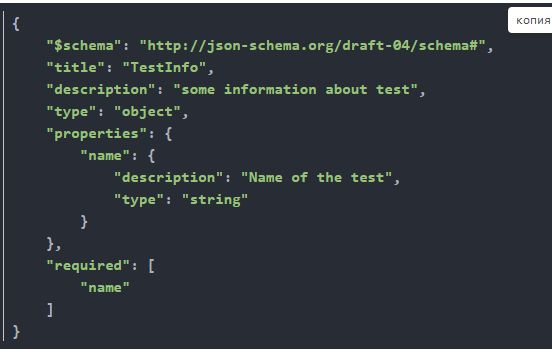 {
копия
    "$schema": "http://json-schema.org/draft-04/schema#",
    "title": "TestInfo",
    "description": "some information about test",
    "type": "object",
    "properties": {
        "name": {
            "description": "Name of the test",
            "type": "string"
        }
    },
    "required": [
        "name"
    ]
}